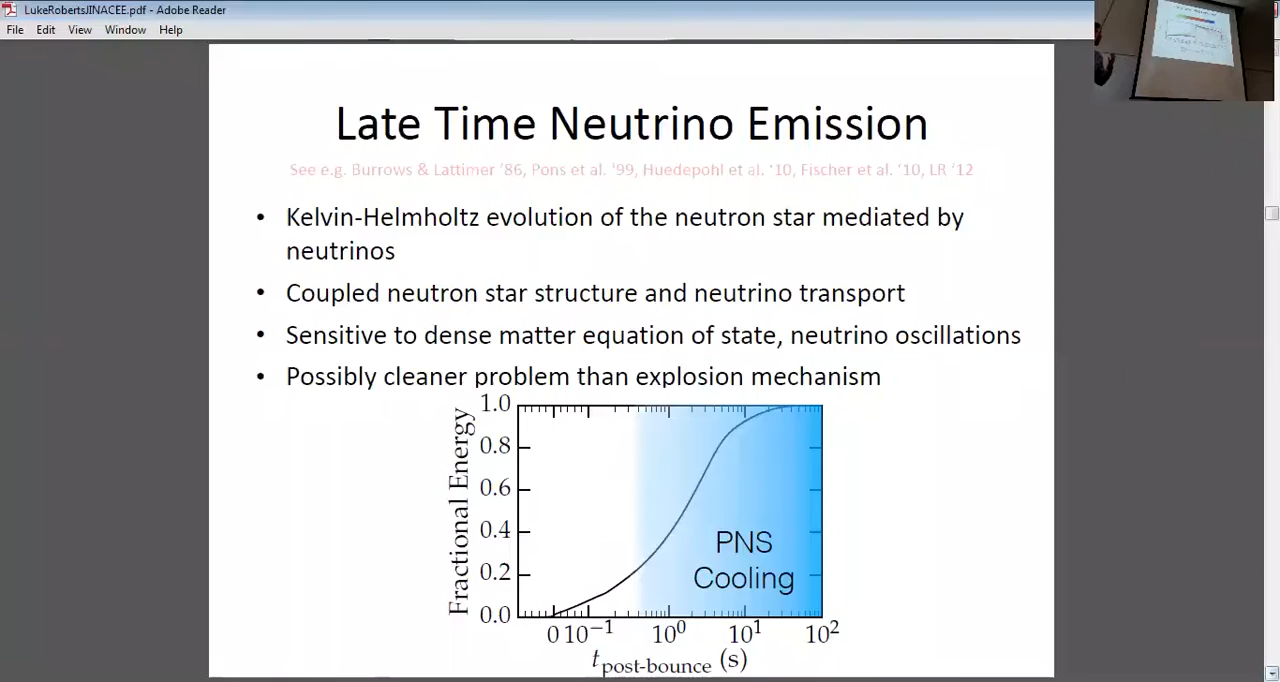 LukeRobertsJINACEE.pdf - Adobe Reader
File Edit View Window Help
Late Time Neutrino Emission
See e.g. Burrows & Lattimer ‘86, Pons et al. ‘99, Huedepohl et al. ‘10, Fischer et al. ‘10, LR ‘12
• Kelvin-Helmholtz evolution of the neutron star mediated by
neutrinos
• Coupled neutron star structure and neutrino transport
• Sensitive to dense matter equation of state, neutrino oscillations
• Possibly cleaner problem than explosion mechanism
Fractional Energy
1.0
0.8
0.6
0.4
0.2
0.0
PNS
Cooling
0 10⁻¹ 10⁰ 10¹ 10²
t post-bounce (s)